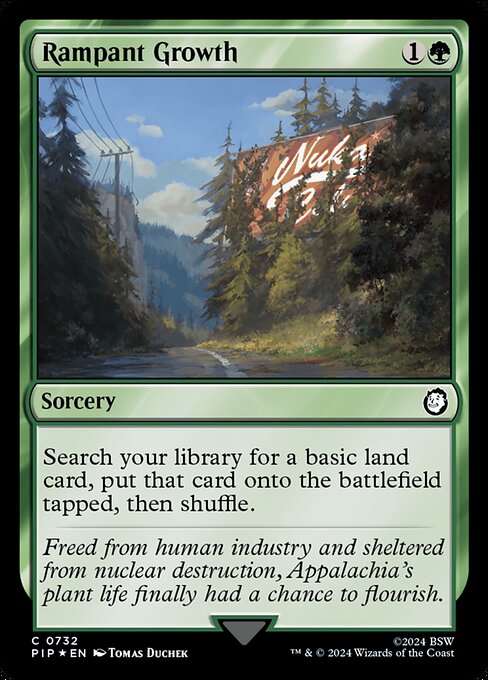 Rampant Growth
1
Nuka
Sorcery
Search your library for a basic land
card, put that card onto the battlefield
tapped, then shuffle.
Freed from human industry and sheltered
from nuclear destruction, Appalachia's
plant life finally had a chance to flourish.
C 0732
©2024 BSW
PIP ★ EN Tomas Duchek
™ & © 2024 Wizards of the Coast